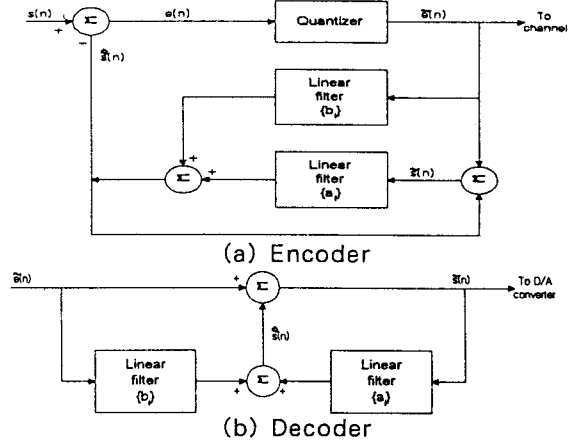 s(n)
+
Σ
e(n)
Quantizer
ẽ(n)
To
channel
−
ŝ(n)
Linear
filter
{bᵢ}
+
Σ
+
Linear
filter
{aᵢ}
s̃(n)
Σ
(a) Encoder
ẽ(n)
+
Σ
s̃(n)
To D/A
converter
ŝ(n)
Linear
filter
{bᵢ}
+
Σ
+
Linear
filter
{aᵢ}
(b) Decoder